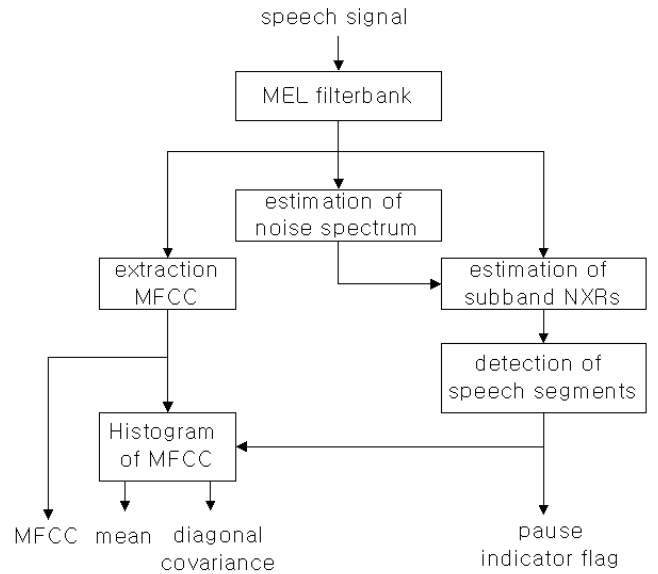 speech signal
MEL filterbank
estimation of
noise spectrum
extraction
MFCC
estimation of
subband NXRs
detection of
speech segments
Histogram
of MFCC
MFCC
mean
diagonal
covariance
pause
indicator flag